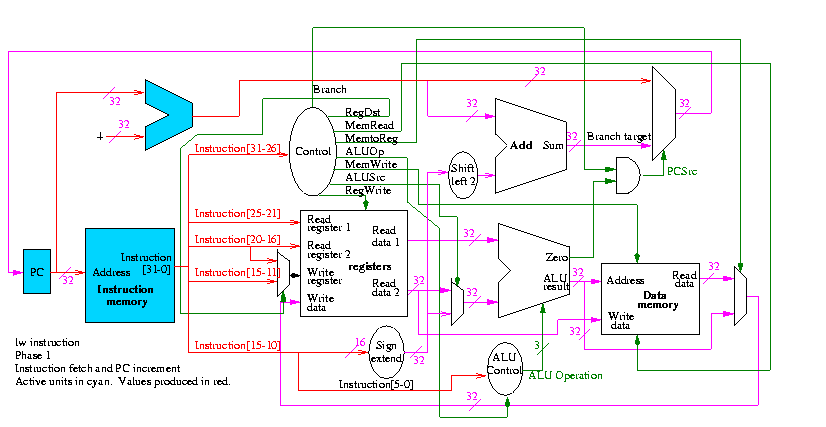 32
32
32
32
4
Branch
RegDst
MemRead
MemtoReg
ALUOp
MemWrite
ALUSrc
RegWrite
Control
Instruction[31-26]
32
Add Sum
32
Branch target
Shift
left 2
PCSrc
Instruction[25-21]
Instruction[20-16]
Instruction[15-11]
Read
register 1
Read
register 2
Write
register
Write
data
registers
Read
data 1
Read
data 2
32
32
32
Zero
ALU
result
32
32
Address
Read
data
Write
data
Data
memory
32
PC
32
Instruction
[31-0]
Address
Instruction
memory
Instruction[15-10]
16
Sign
extend
32
Instruction[5-0]
ALU
Control
3
ALU Operation
32
lw instruction
Phase 1
Instruction fetch and PC increment
Active units in cyan. Values produced in red.